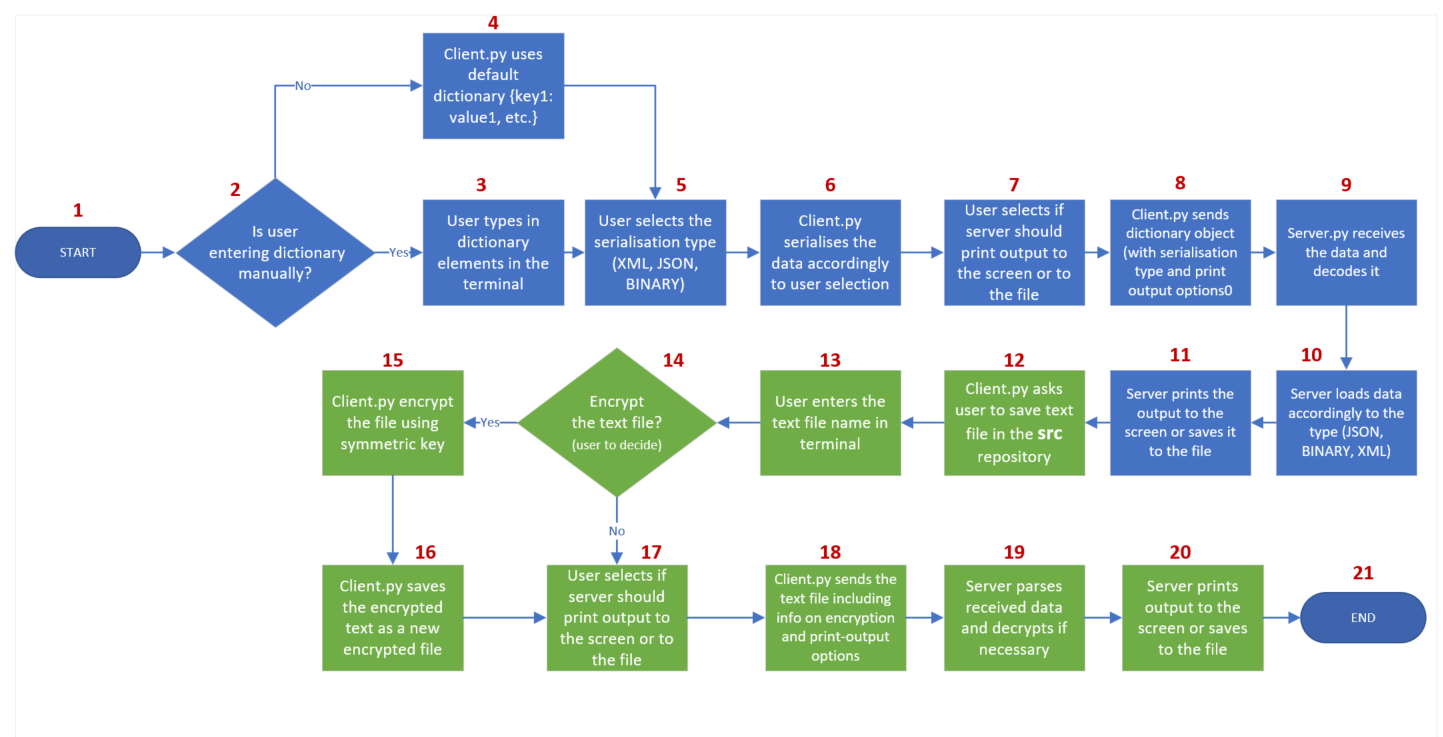 1
START
2
Is user
entering dictionary
manually?
No
Yes
4
Client.py uses
default
dictionary {key1:
value1, etc.}
3
User types in
dictionary
elements in the
terminal
5
User selects the
serialisation type
(XML, JSON,
BINARY)
6
Client.py
serialises the
data accordingly
to user selection
7
User selects if
server should
print output to
the screen or to
the file
8
Client.py sends
dictionary object
(with serialisation
type and print
output options0
9
Server.py receives
the data and
decodes it
10
Server loads data
accordingly to the
type (JSON,
BINARY, XML)
11
Server prints the
output to the
screen or saves it
to the file
12
Client.py asks
user to save text
file in the src
repository
13
User enters the
text file name in
terminal
14
Encrypt
the text file?
(user to decide)
Yes
No
15
Client.py encrypt
the file using
symmetric key
16
Client.py saves
the encrypted
text as a new
encrypted file
17
User selects if
server should
print output to
the screen or to
the file
18
Client.py sends the
text file including
info on encryption
and print-output
options
19
Server parses
received data
and decrypts if
necessary
20
Server prints
output to the
screen or saves
to the file
21
END